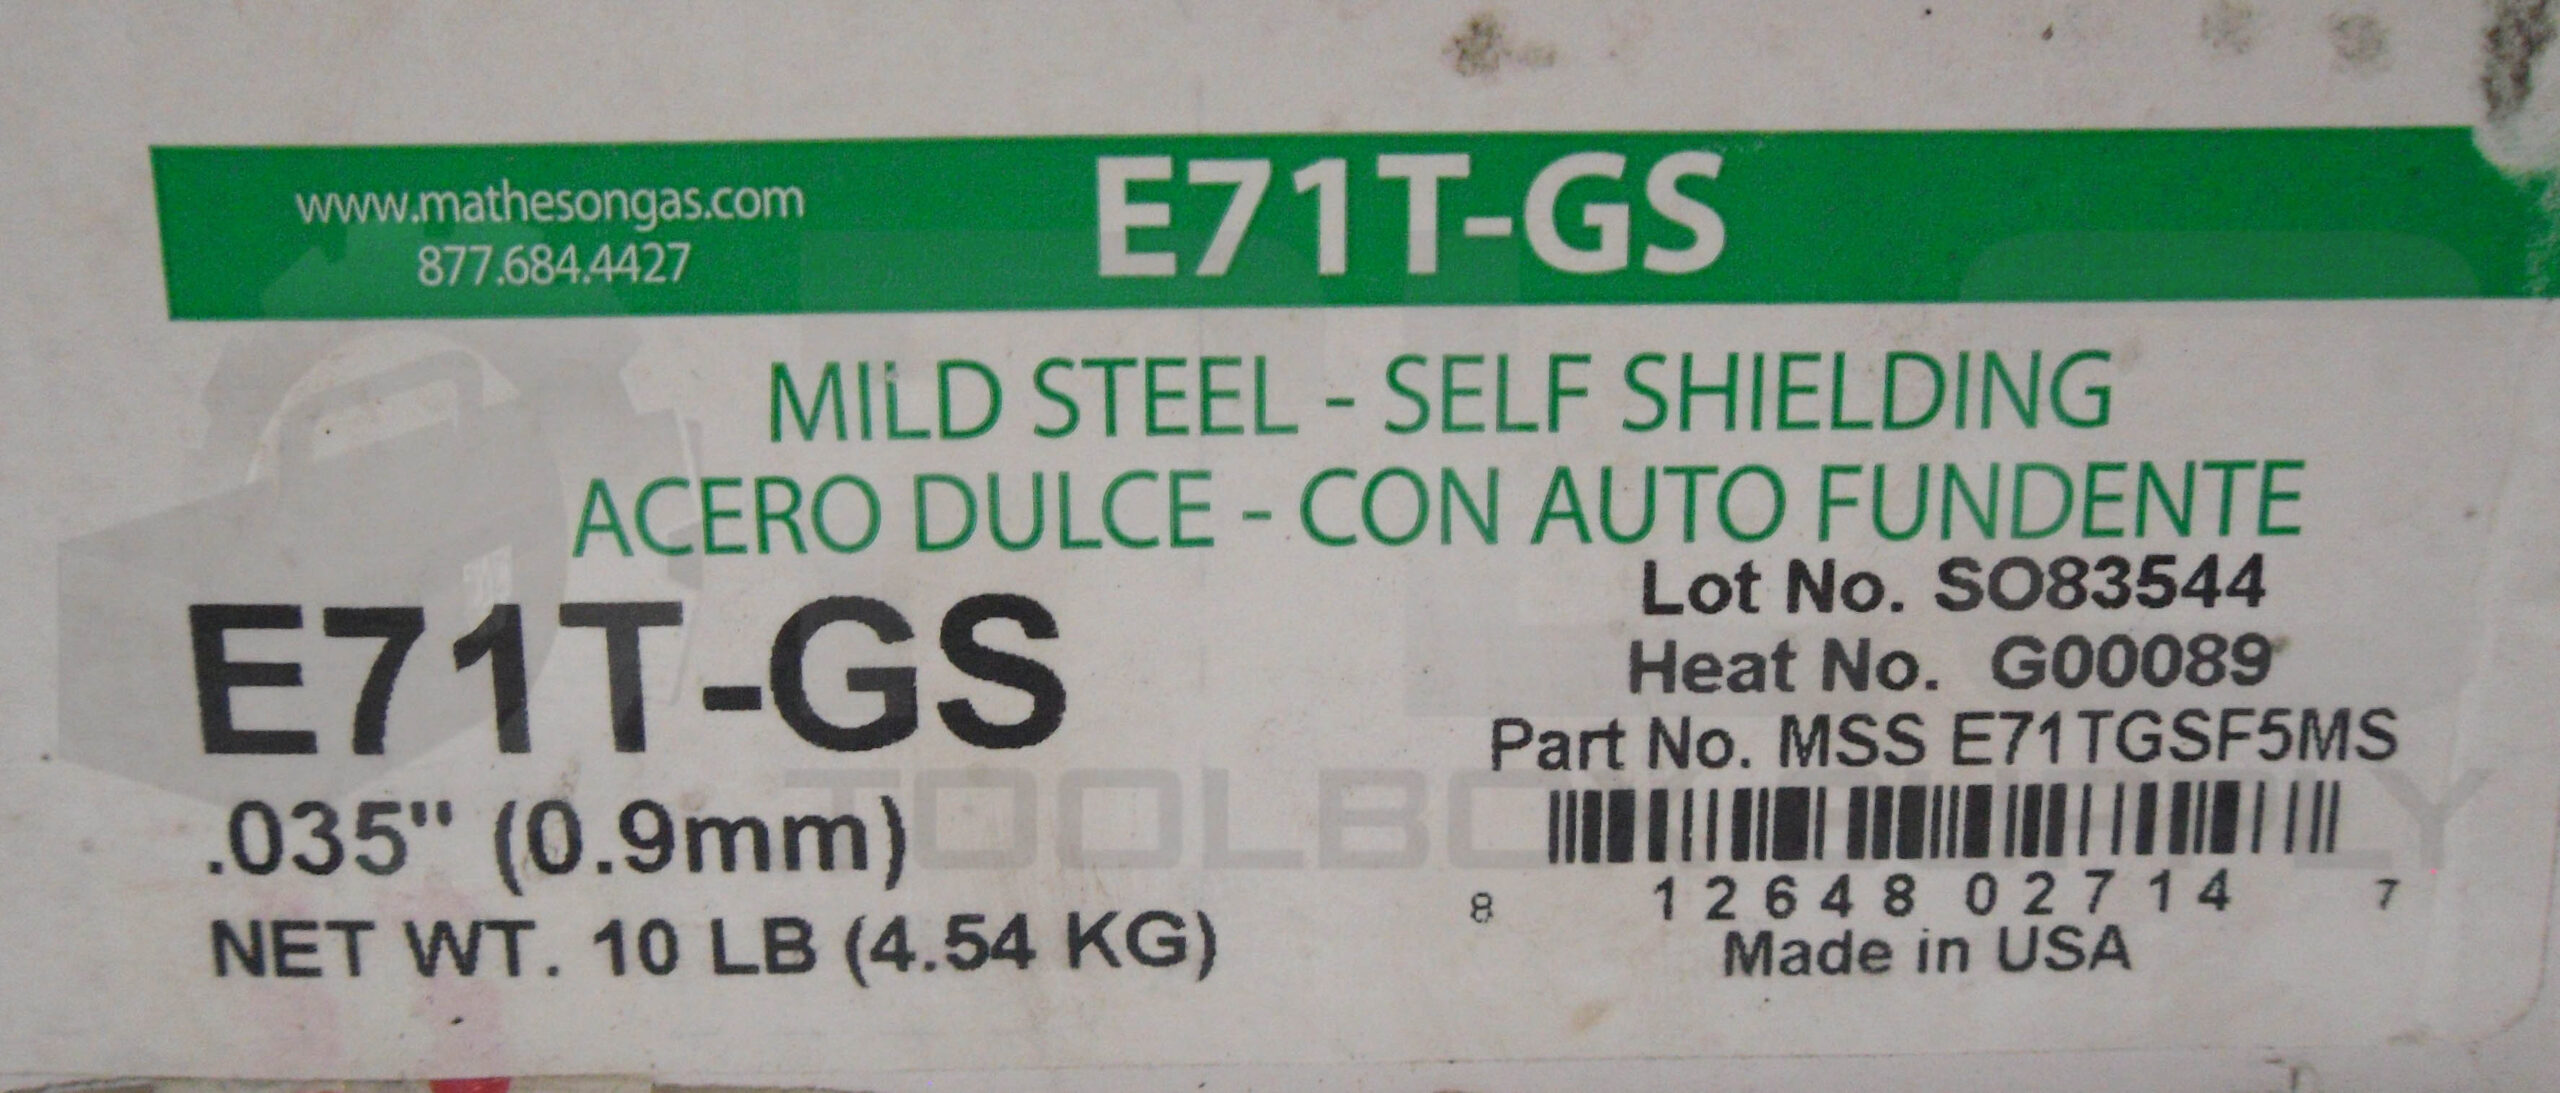 www.mathesongas.com
877.684.4427
E71T-GS
MILD STEEL - SELF SHIELDING
ACERO DULCE - CON AUTO FUNDENTE
E71T-GS
.035" (0.9mm)
NET WT. 10 LB (4.54 KG)
Lot No. SO83544
Heat No. G00089
Part No. MSS E71TGSF5MS
8 12648 02714 7
Made in USA